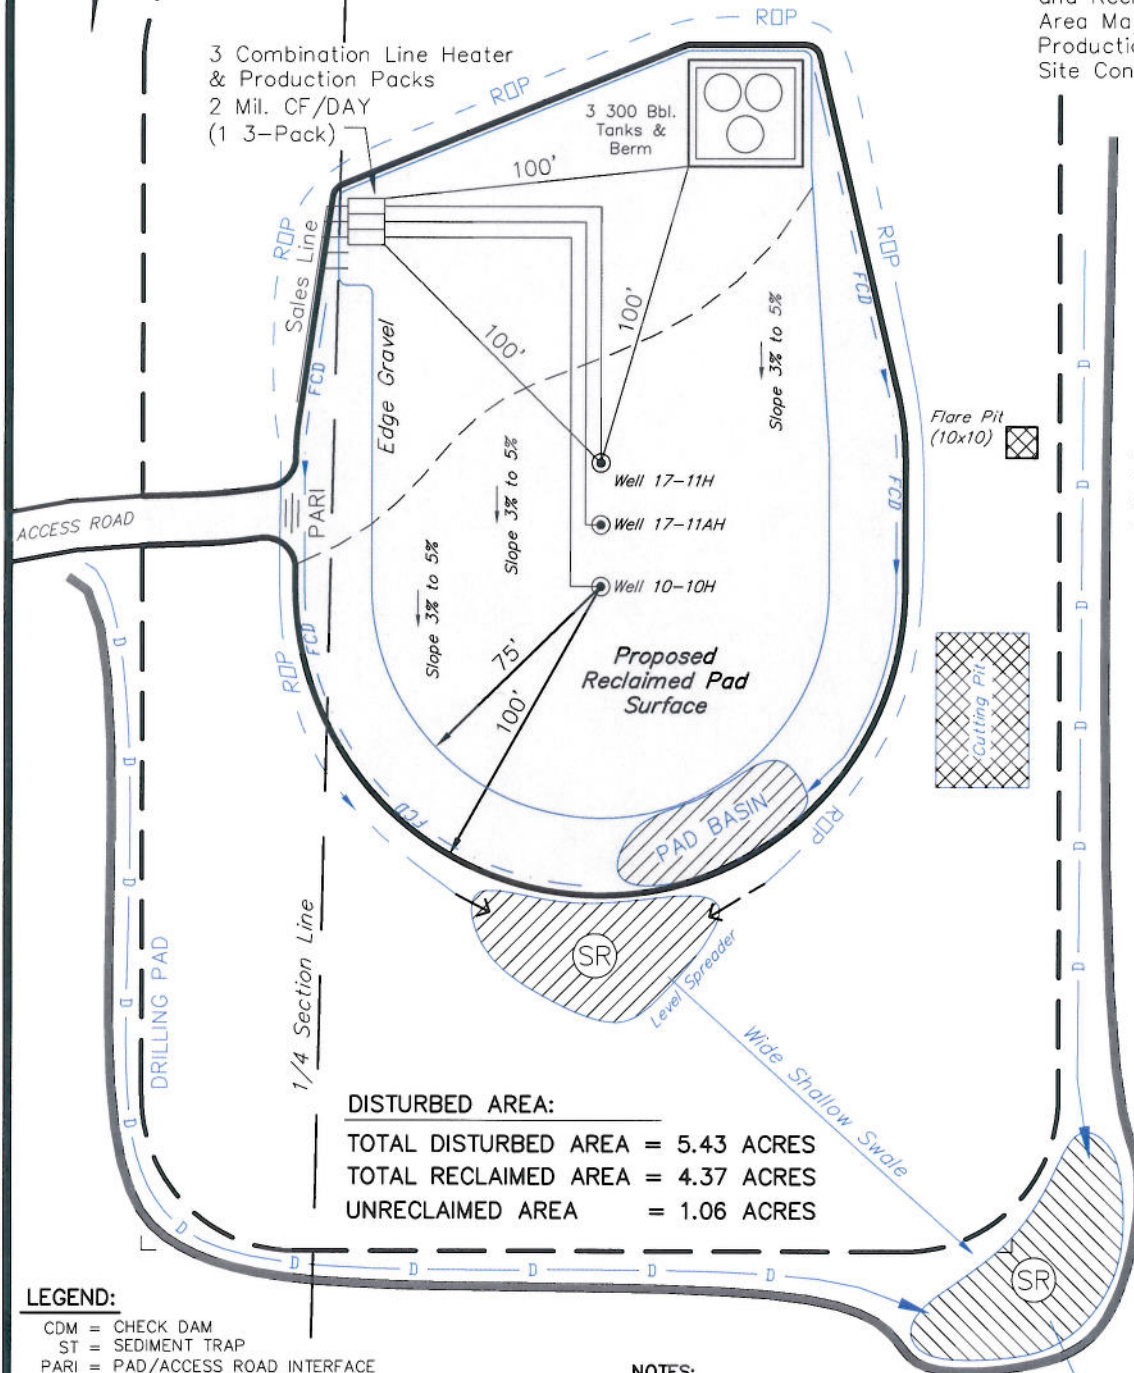 ROP
and Rec
Area Ma
Productio
Site Con
3 Combination Line Heater
& Production Packs
2 Mil. CF/DAY
(1 3-Pack)
ROP
3 300 Bbl.
Tanks &
Berm
100'
ROP
Sales Line
ROP
FCD
100'
100'
Slope 3% to 5%
FCD
Edge Gravel
Flare Pit
(10x10)
D
Slope 3% to 5%
Well 17-11H
D
FCD
PARI
ACCESS ROAD
Well 17-11AH
Slope 3% to 5%
Well 10-10H
D
D
FCD
ROP
75'
100'
Proposed
Reclaimed Pad
Surface
Cutting Pit
D
D
FCD
PAD BASIN
ROP
D
D
SR
Level Spreader
D
DRILLING PAD
D
1/4 Section Line
Wide Shallow Swale
DISTURBED AREA:
TOTAL DISTURBED AREA = 5.43 ACRES
TOTAL RECLAIMED AREA = 4.37 ACRES
UNRECLAIMED AREA = 1.06 ACRES
D
D
D
D
D
D
D
SR
LEGEND:
CDM = CHECK DAM
ST = SEDIMENT TRAP
PARI = PAD/ACCESS ROAD INTERFACE
NOTES: